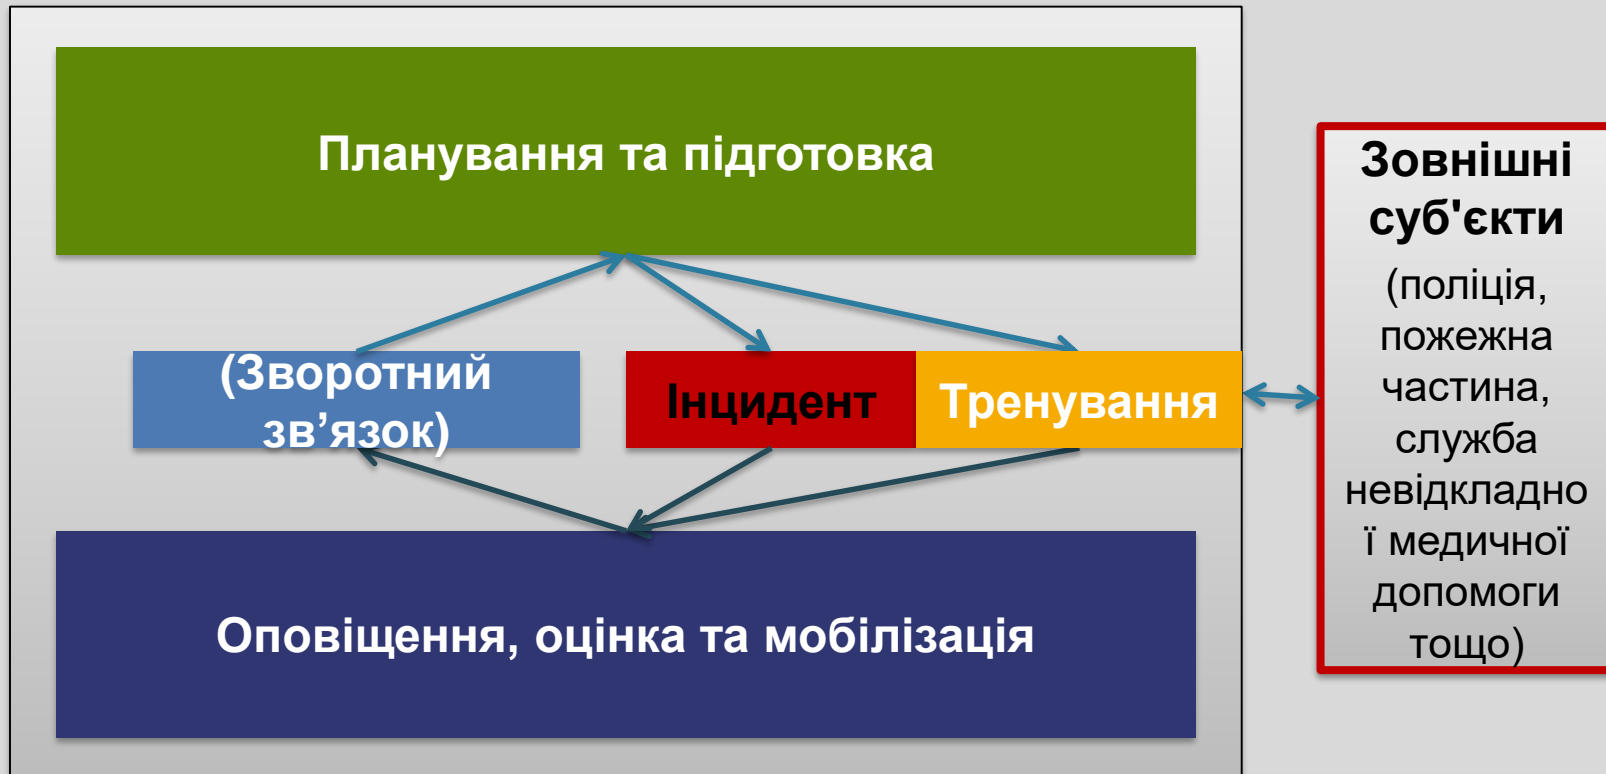 Планування та підготовка
(Зворотний
зв’язок)
Інцидент
Тренування
Оповіщення, оцінка та мобілізація
Зовнішні
суб'єкти
(поліція,
пожежна
частина,
служба
невідкладно
ї медичної
допомоги
тощо)